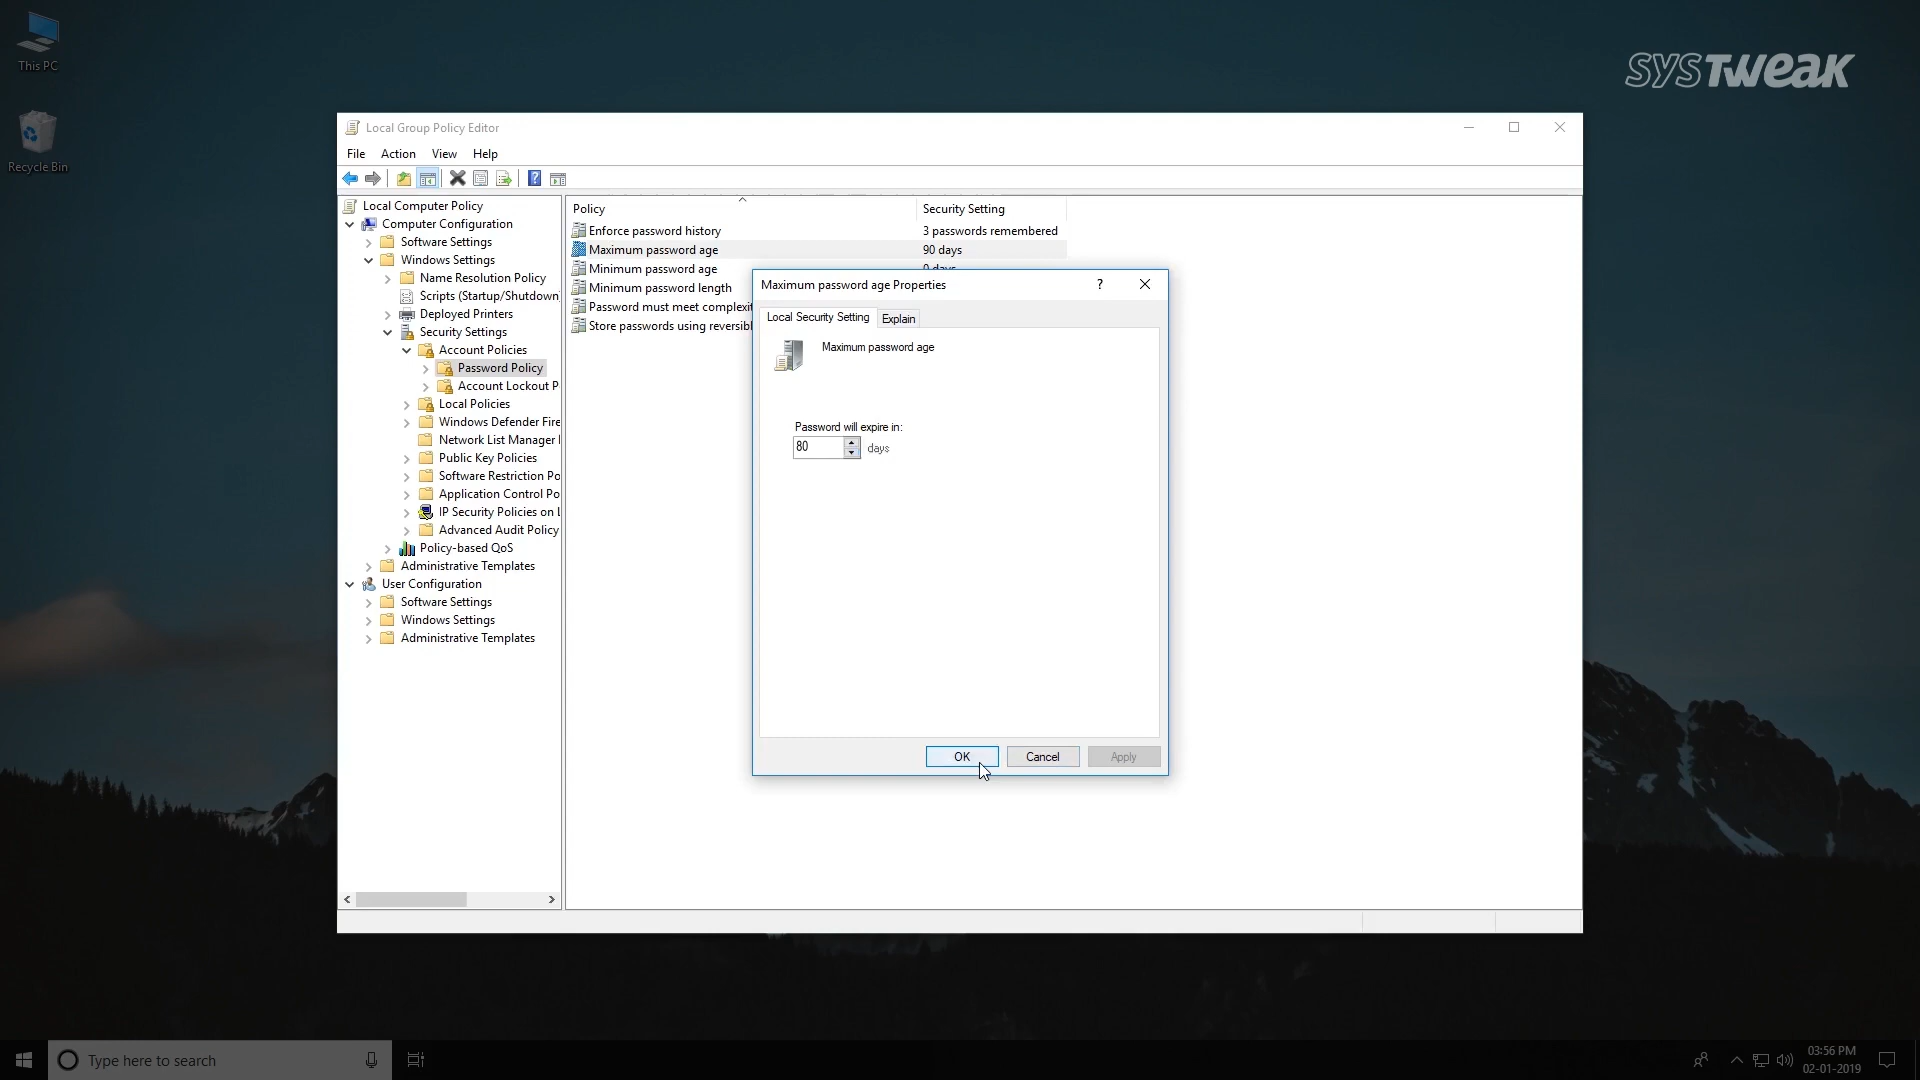 This PC
Recycle Bin
SYSTWEAK
Local Group Policy Editor
File Action View Help
Local Computer Policy
Computer Configuration
Software Settings
Windows Settings
Name Resolution Policy
Scripts (Startup/Shutdown
Deployed Printers
Security Settings
Account Policies
Password Policy
Account Lockout P
Local Policies
Windows Defender Fire
Network List Manager
Public Key Policies
Software Restriction Po
Application Control Po
IP Security Policies on L
Advanced Audit Policy
Policy-based QoS
Administrative Templates
User Configuration
Software Settings
Windows Settings
Administrative Templates
Policy Security Setting
Enforce password history 3 passwords remembered
Maximum password age 90 days
Minimum password age 0 days
Minimum password length
Password must meet complexit
Store passwords using reversibl
Maximum password age Properties
Local Security Setting Explain
Maximum password age
Password will expire in:
80 days
OK Cancel Apply
Type here to search
03:56 PM
02-01-2019